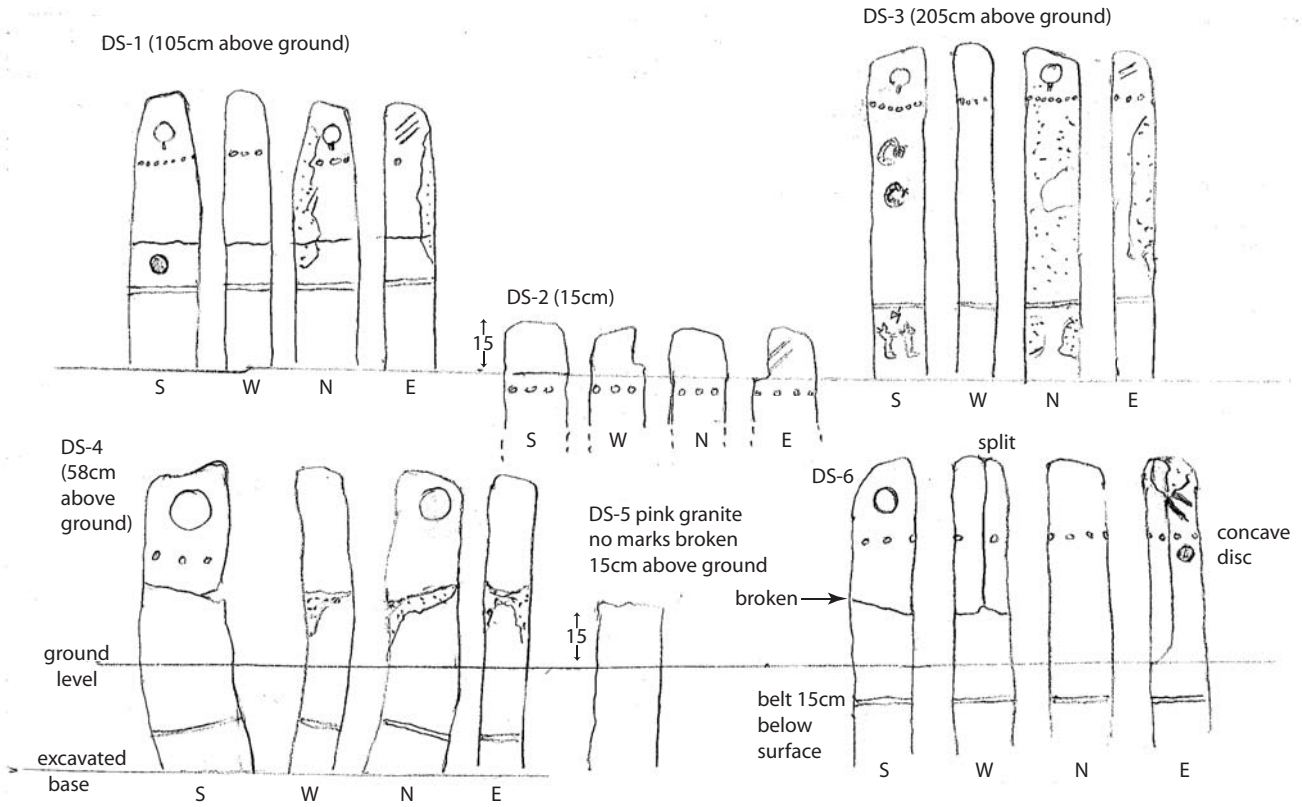 DS-1 (105cm above ground)
S W N E
DS-2 (15cm)
15
S W N E
DS-3 (205cm above ground)
S W N E
DS-4
(58cm
above
ground)
ground
level
excavated
base
S W N E
DS-5 pink granite
no marks broken
15cm above ground
15
DS-6
split
broken
concave
disc
belt 15cm
below
surface
S W N E